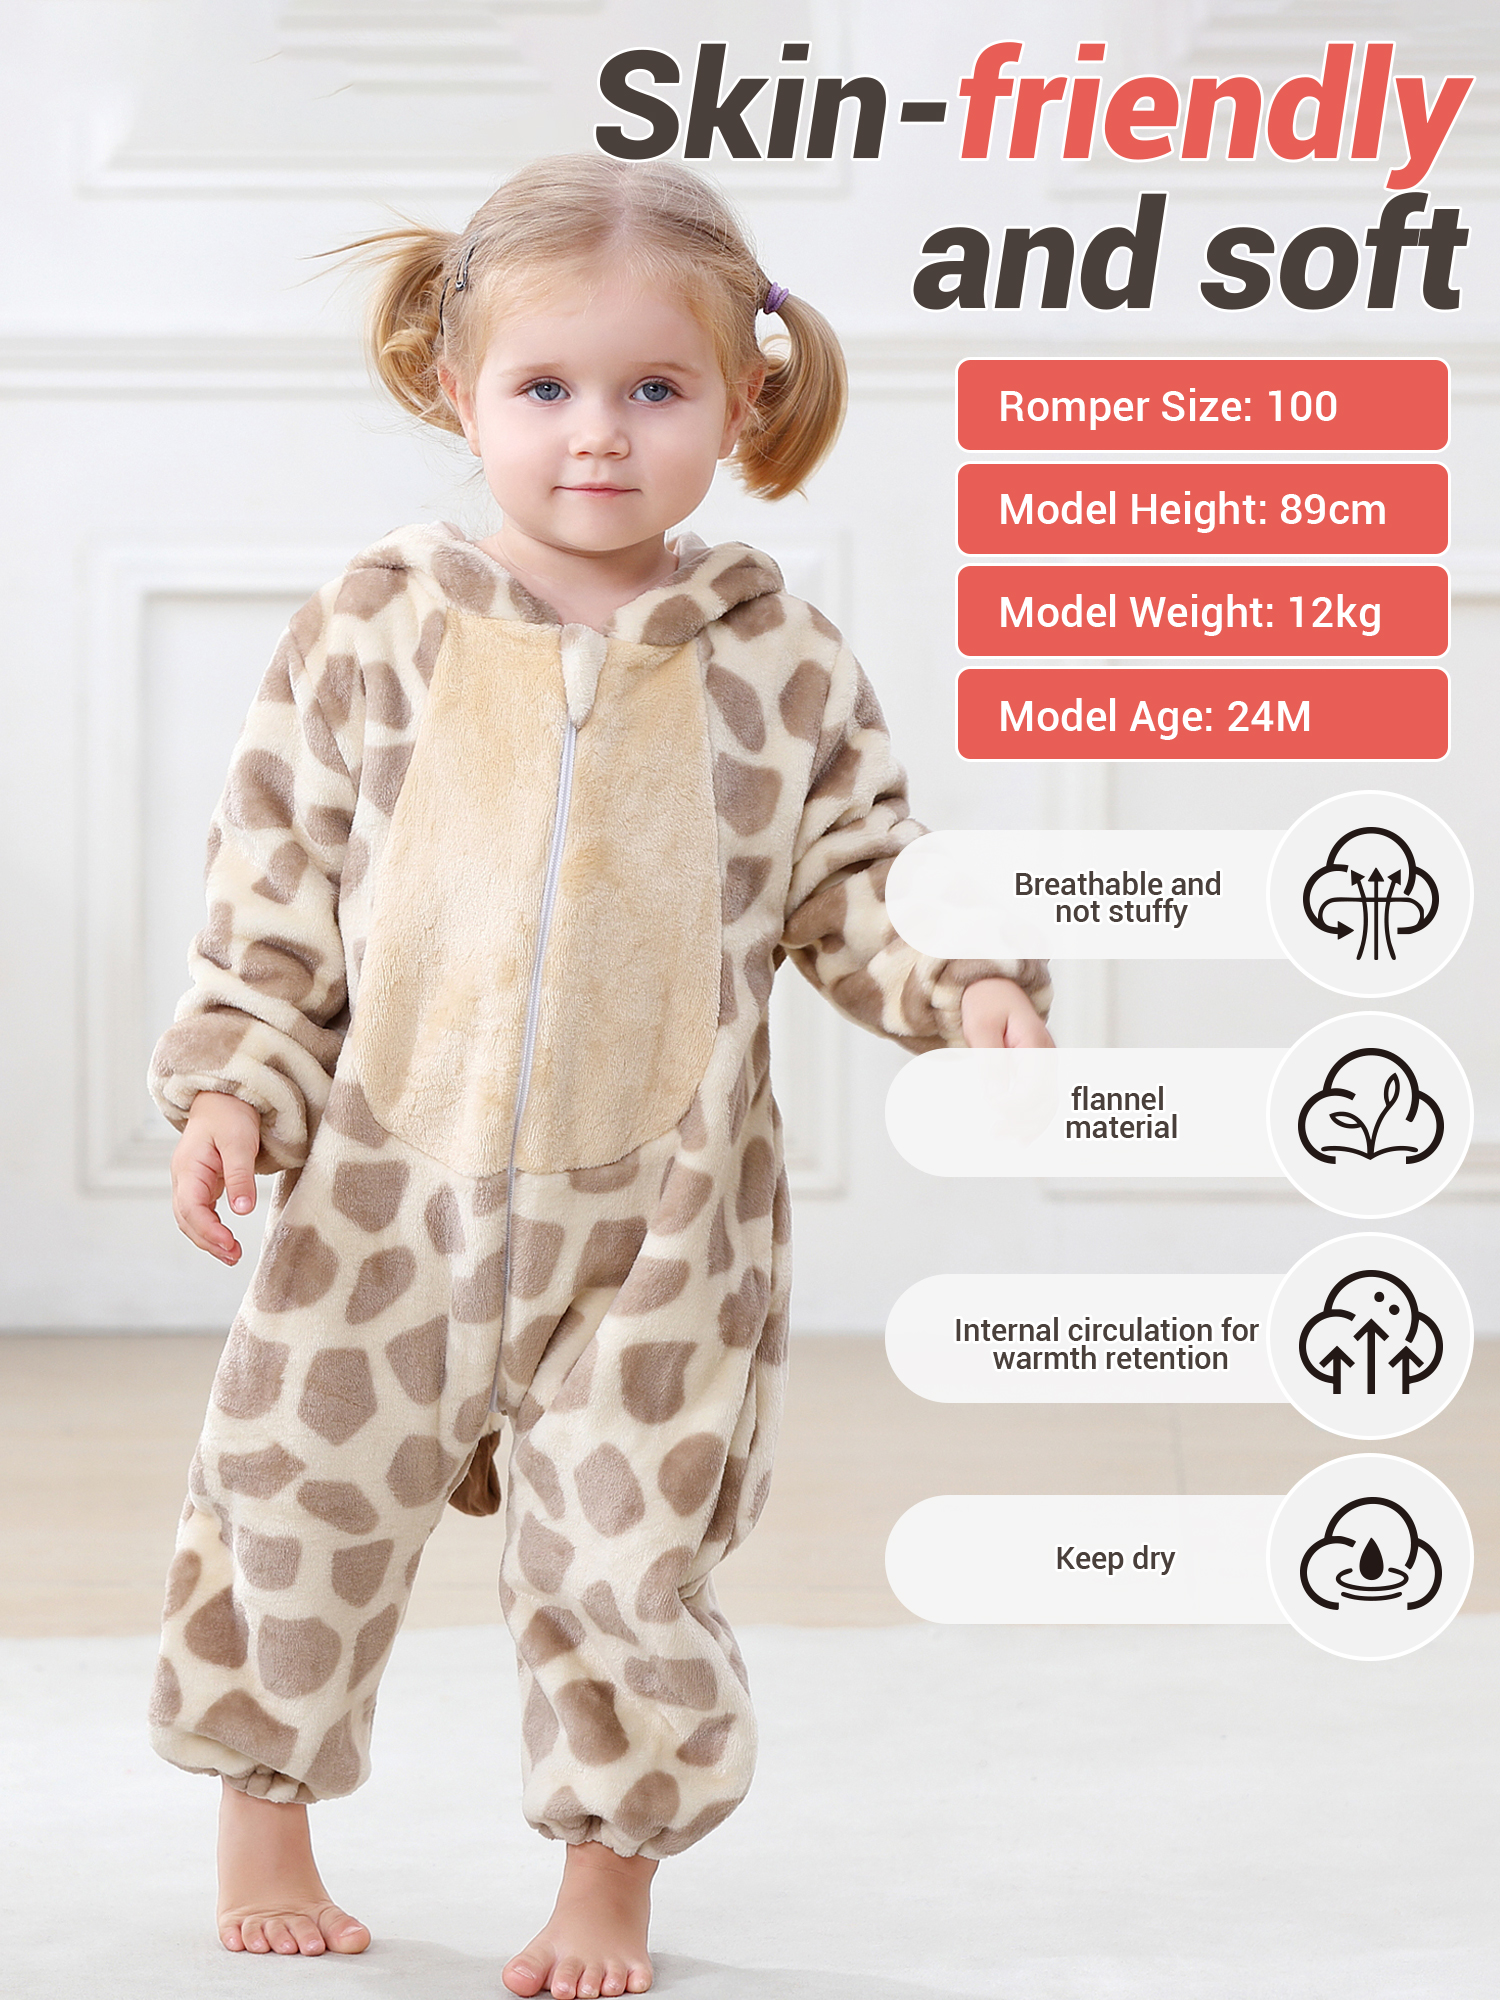 Skin-friendly
and soft
Romper Size: 100
Model Height: 89cm
Model Weight: 12kg
Model Age: 24M
Breathable and
not stuffy
flannel
material
Internal circulation for
warmth retention
Keep dry